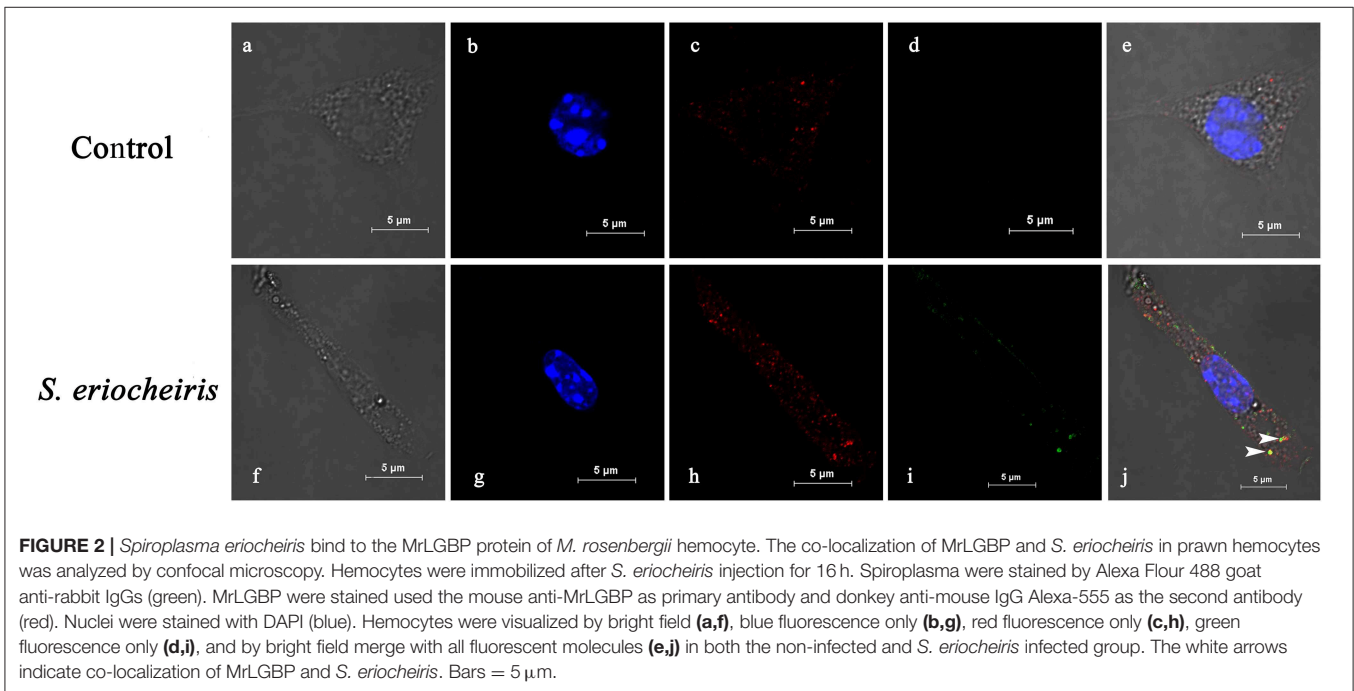 a b c d e
Control
5 µm 5 µm 5 µm 5 µm 5 µm
S. eriocheiris
f g h i j
5 µm 5 µm 5 µm 5 µm 5 µm
FIGURE 2 | Spiroplasma eriocheiris bind to the MrLGBP protein of M. rosenbergii hemocyte. The co-localization of MrLGBP and S. eriocheiris in prawn hemocytes
was analyzed by confocal microscopy. Hemocytes were immobilized after S. eriocheiris injection for 16 h. Spiroplasma were stained by Alexa Flour 488 goat
anti-rabbit IgGs (green). MrLGBP were stained used the mouse anti-MrLGBP as primary antibody and donkey anti-mouse IgG Alexa-555 as the second antibody
(red). Nuclei were stained with DAPI (blue). Hemocytes were visualized by bright field (a,f), blue fluorescence only (b,g), red fluorescence only (c,h), green
fluorescence only (d,i), and by bright field merge with all fluorescent molecules (e,j) in both the non-infected and S. eriocheiris infected group. The white arrows
indicate co-localization of MrLGBP and S. eriocheiris. Bars = 5 µm.